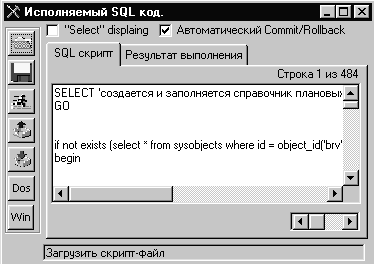 Исполняемый SQL код.
"Select" displaing
Автоматический Commit/Rollback
SQL скрипт
Результат выполнения
Строка 1 из 484
SELECT 'создается и заполняется справочник плановых
GO
if not exists (select * from sysobjects where id = object_id('brv'
begin
Dos
Win
Загрузить скрипт-файл